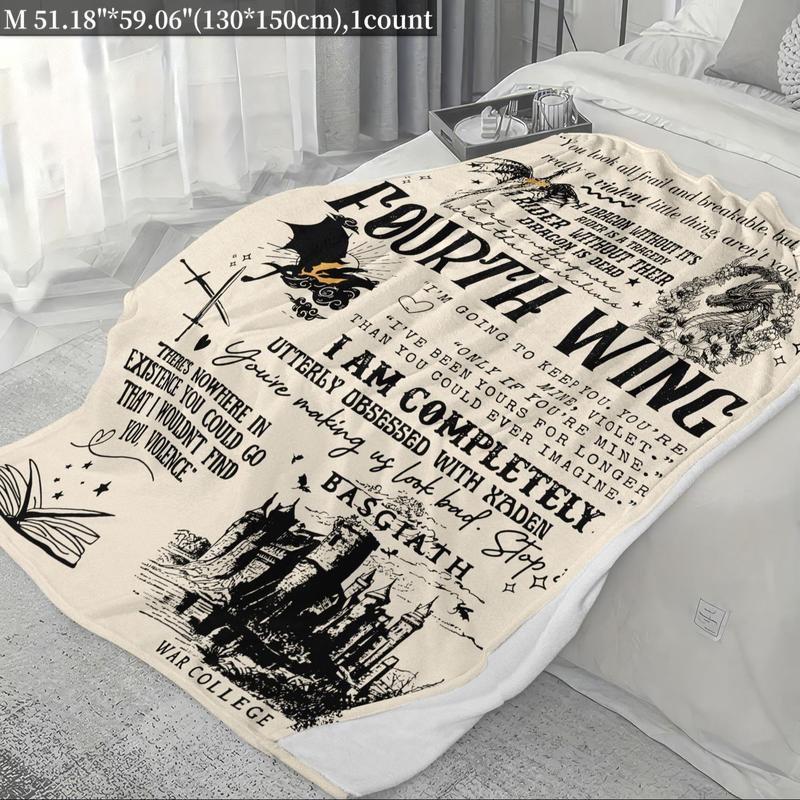 M 51.18"*59.06"(130*150cm),1count
"You look all frail and breakable, but
really a violent little thing aren't you
DRAGON WITHOUT ITS
RIDER IS A TRAGEDY
RIDER WITHOUT THEIR
DRAGON IS DEAD
FOURTH WING
I'M GOING TO KEEP YOU, YOU'RE
MINE, VIOLET."
"ONLY IF YOU'RE MINE."
"I'VE BEEN YOURS FOR LONGER
THAN YOU COULD EVER IMAGINE."
I AM COMPLETELY
UTTERLY OBSESSED WITH XADEN
You're making us look bad. Stop
THERE'S NOWHERE IN
EXISTENCE YOU COULD GO
THAT I WOULDN'T FIND
YOU, VIOLENCE
BASGIATH
WAR COLLEGE